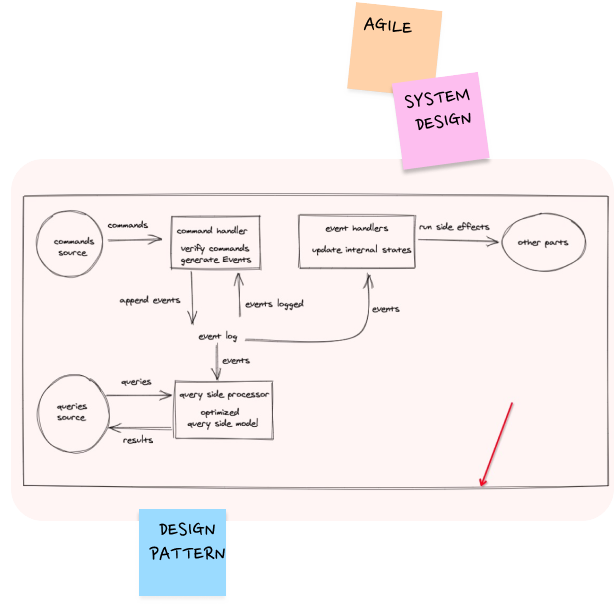 AGILE
SYSTEM
DESIGN
commands
source
commands
command handler
verify commands
generate Events
event handlers
update internal states
run side effects
other parts
append events
events logged
events
event log
events
queries
source
queries
results
query side processor
optimized
query side model
DESIGN
PATTERN